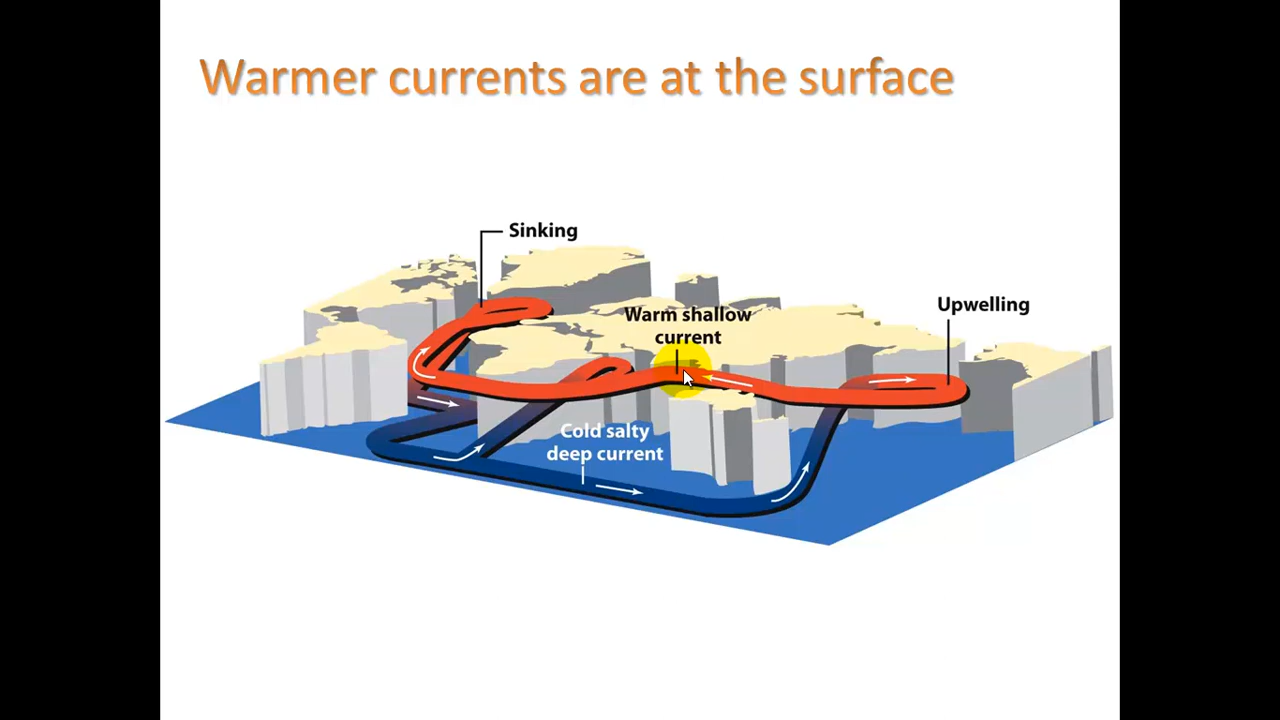 Warmer currents are at the surface
Sinking
Upwelling
Warm shallow
current
Cold salty
deep current